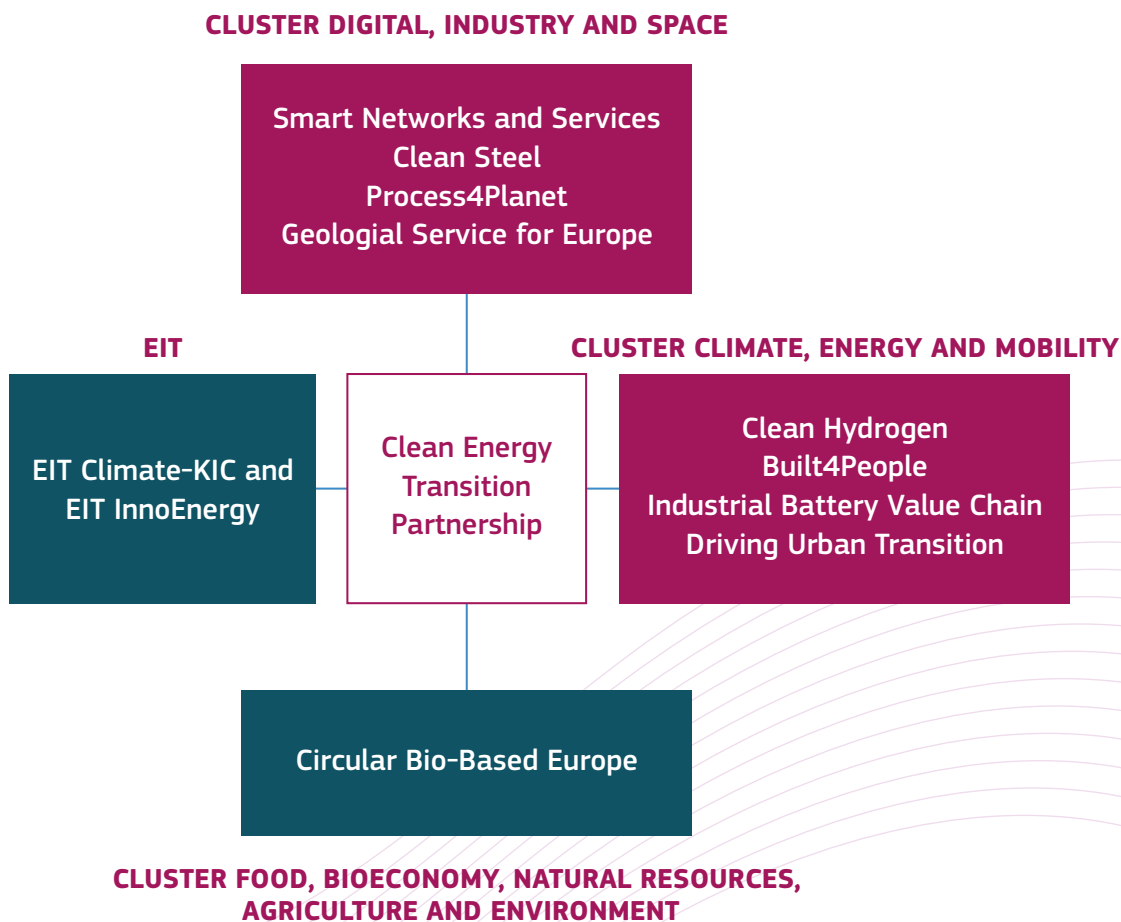 CLUSTER DIGITAL, INDUSTRY AND SPACE
Smart Networks and Services
Clean Steel
Process4Planet
Geologial Service for Europe
EIT
EIT Climate-KIC and
EIT InnoEnergy
Clean Energy
Transition
Partnership
CLUSTER CLIMATE, ENERGY AND MOBILITY
Clean Hydrogen
Built4People
Industrial Battery Value Chain
Driving Urban Transition
Circular Bio-Based Europe
CLUSTER FOOD, BIOECONOMY, NATURAL RESOURCES,
AGRICULTURE AND ENVIRONMENT